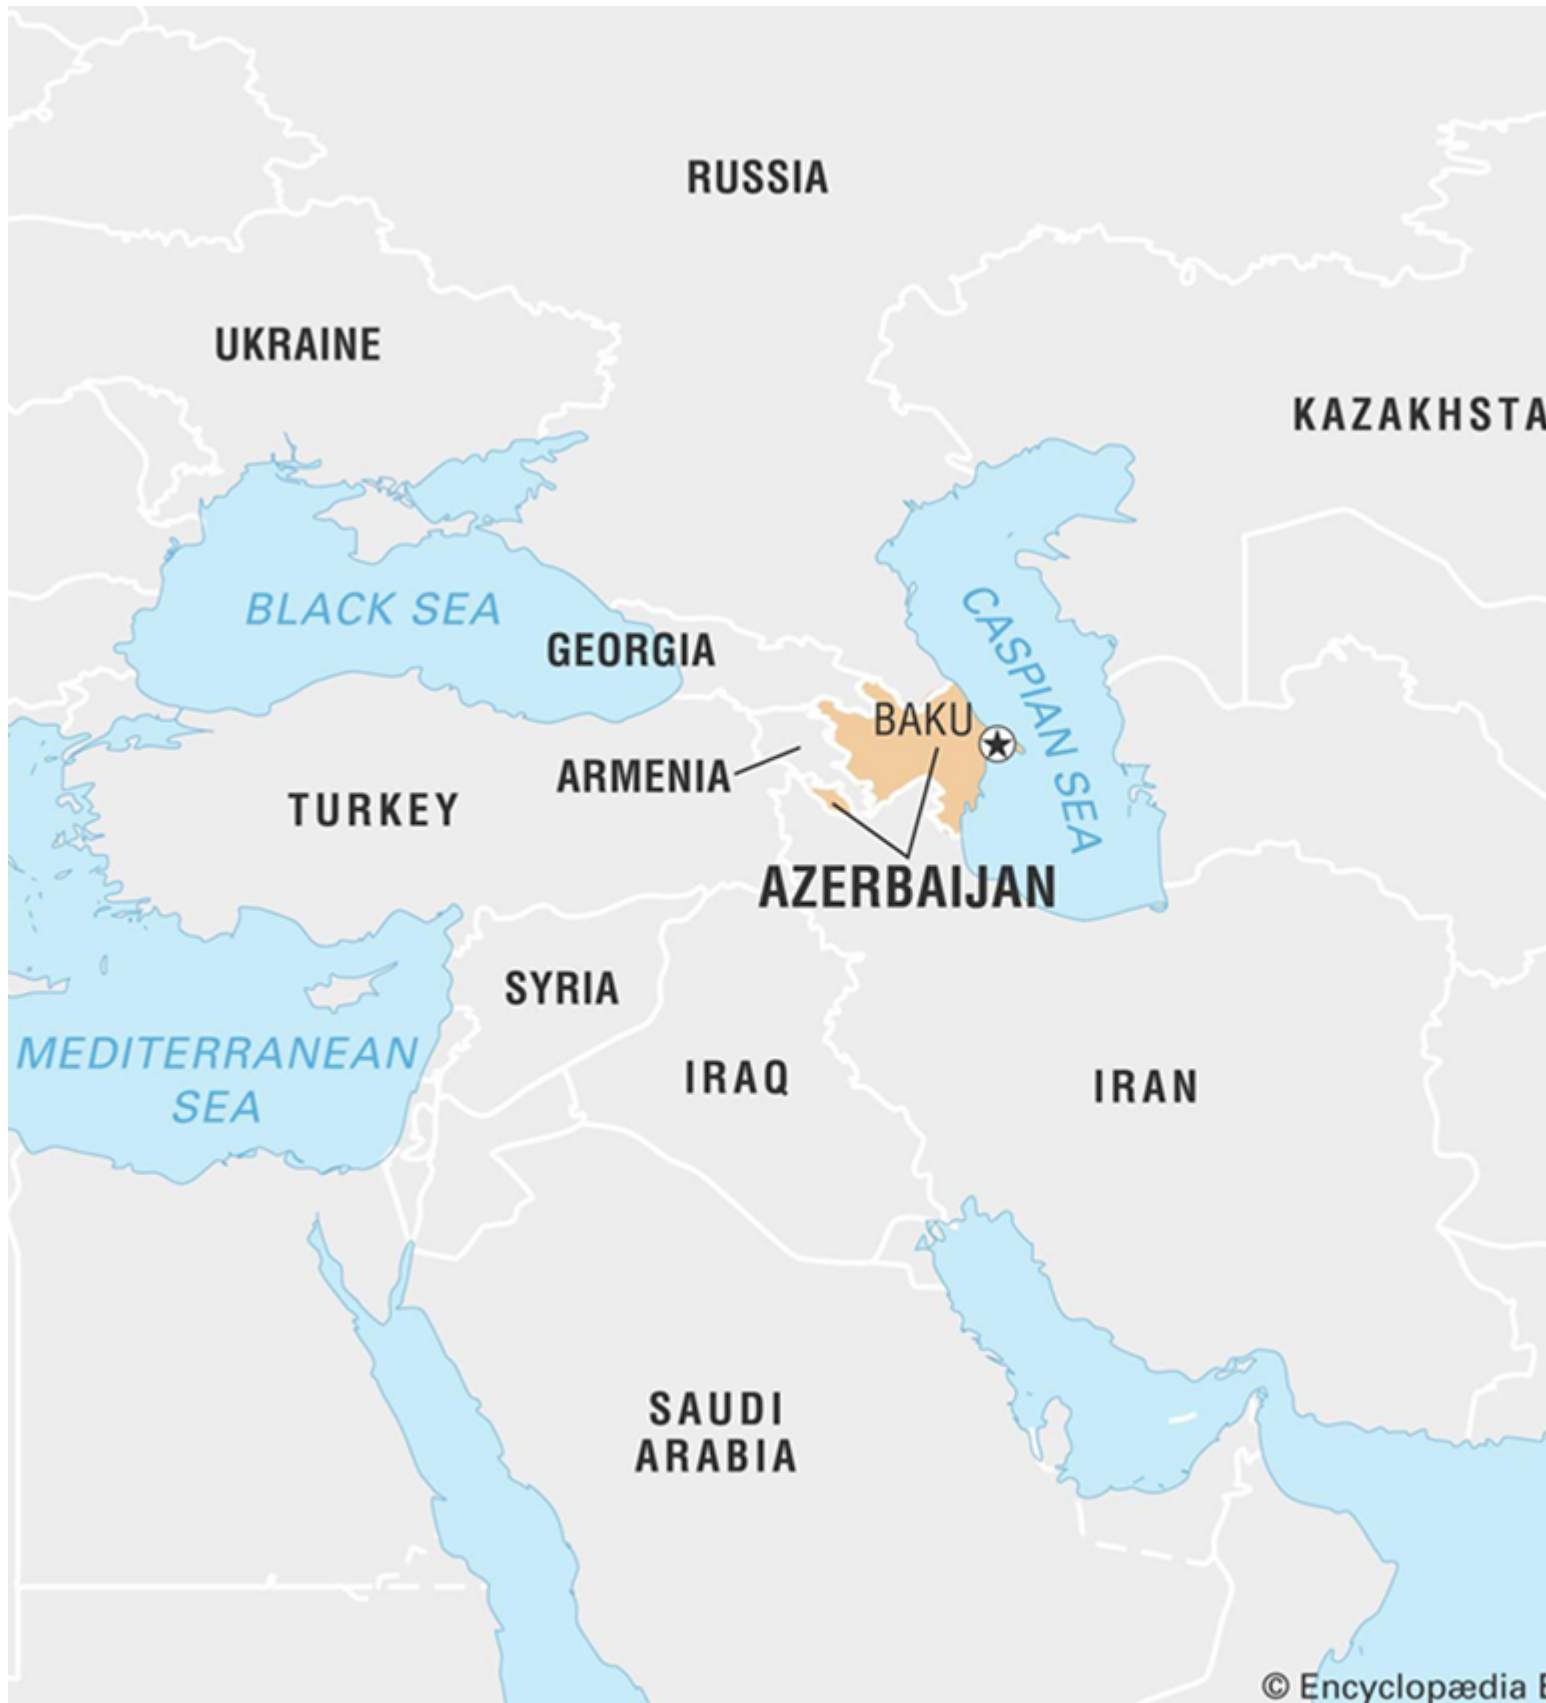 RUSSIA
UKRAINE
KAZAKHSTA
BLACK SEA
CASPIAN SEA
GEORGIA
BAKU
ARMENIA
TURKEY
AZERBAIJAN
SYRIA
MEDITERRANEAN
SEA
IRAQ
IRAN
SAUDI
ARABIA
© Encyclopædia